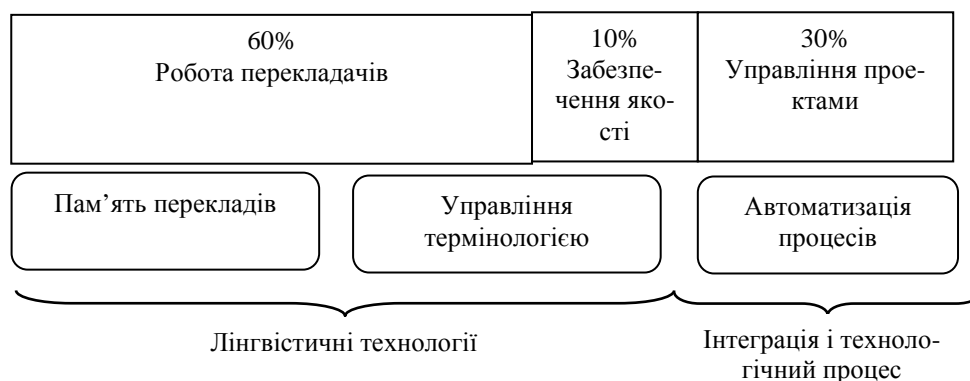 60%
Робота перекладачів
10%
Забезпе-
чення яко-
сті
30%
Управління прое-
ктами
Пам’ять перекладів
Управління
термінологією
Автоматизація
процесів
Лінгвістичні технології
Інтеграція і техноло-
гічний процес